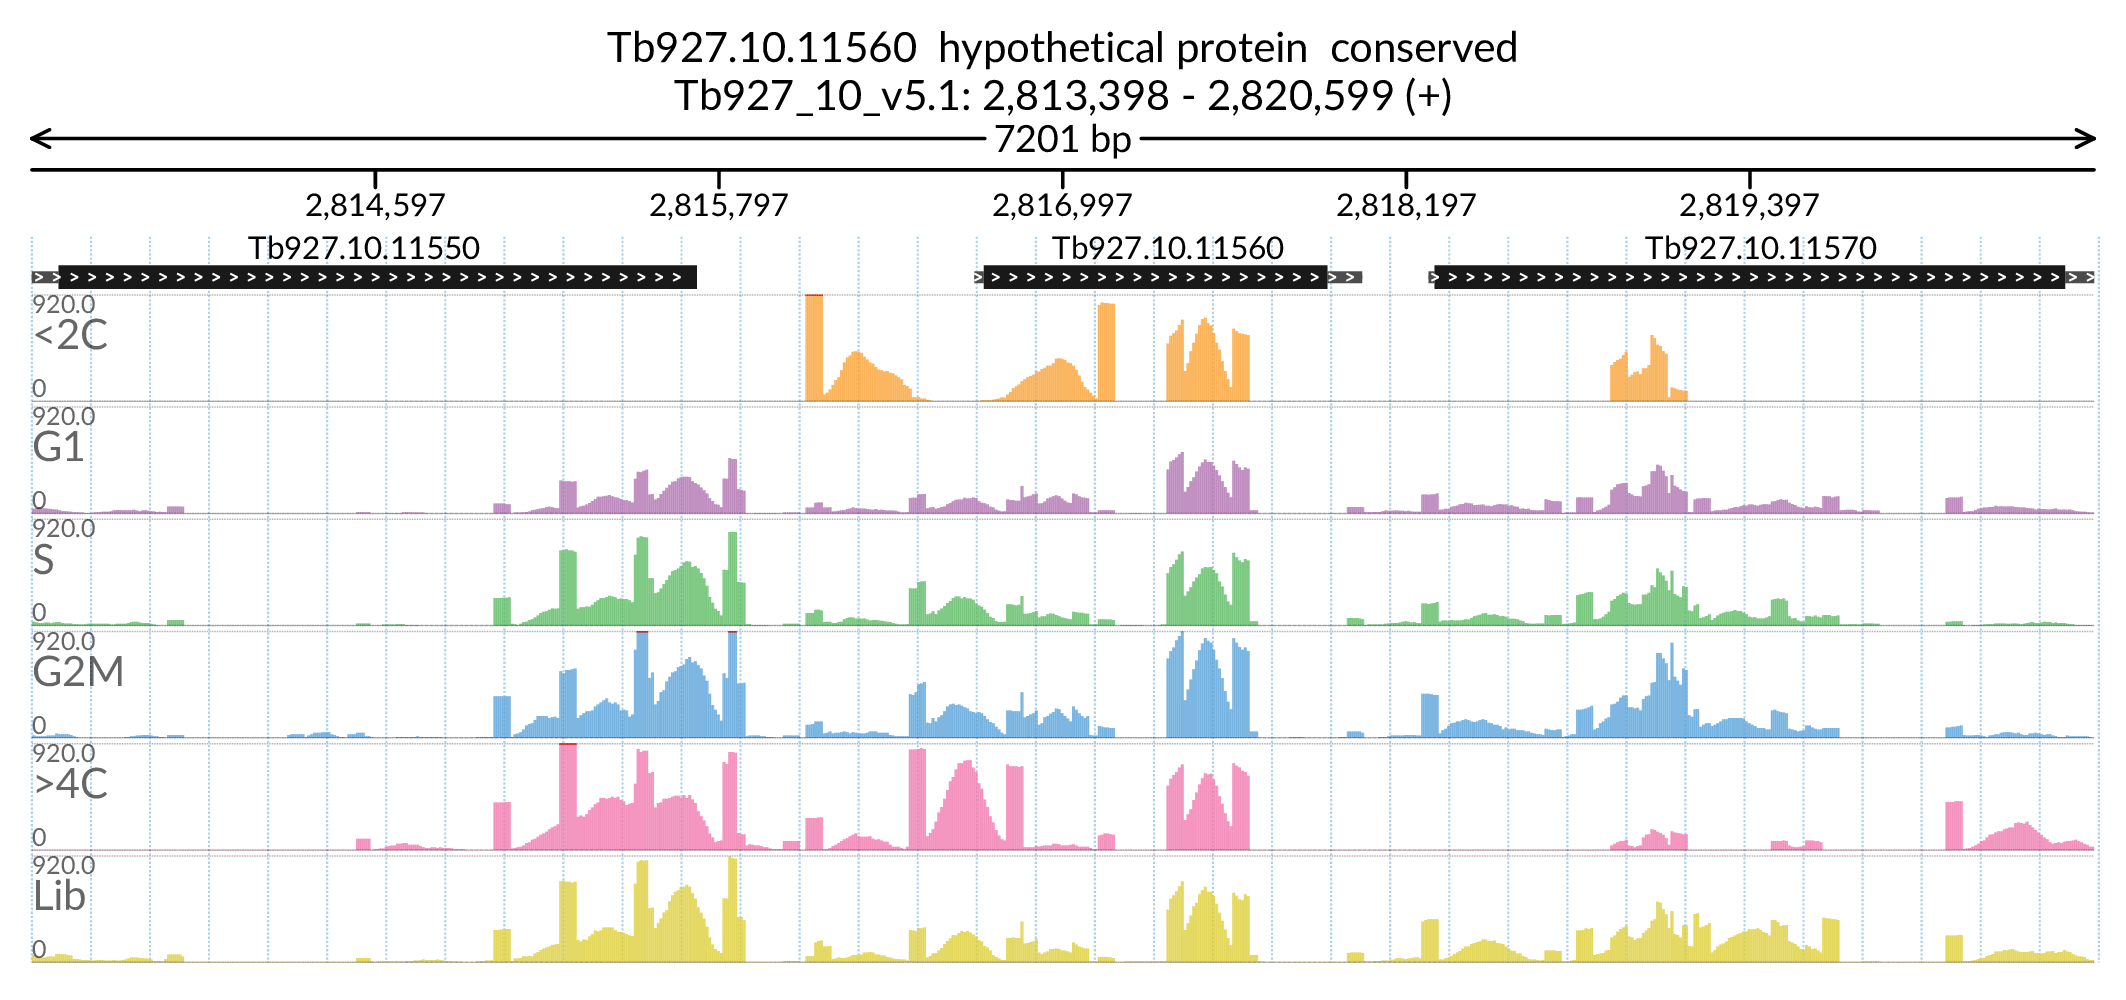 Tb927.10.11560  hypothetical protein  conserved
Tb927_10_v5.1: 2,813,398 - 2,820,599 (+)
7201 bp
2,814,597 2,815,797 2,816,997 2,818,197 2,819,397
Tb927.10.11550 Tb927.10.11560 Tb927.10.11570
920.0
<2C
0
920.0
G1
0
920.0
S
0
920.0
G2M
0
920.0
>4C
0
920.0
Lib
0